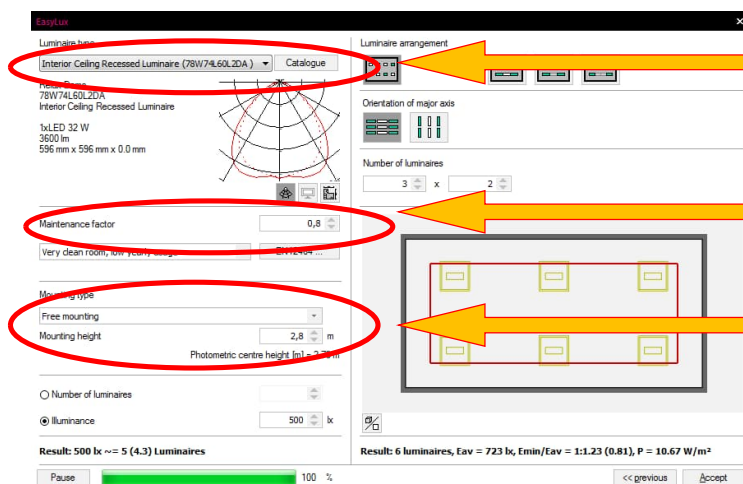 EasyLux
Luminaire type
Interior Ceiling Recessed Luminaire (78W74L60L2DA )
Catalogue
78W74L60L2DA
Interior Ceiling Recessed Luminaire
1xLED 32 W
3600 lm
596 mm x 596 mm x 0.0 mm
Maintenance factor
0,8
Very clean room, low yearly usage
EN12464 ...
Mounting type
Free mounting
Mounting height
2,8 m
Photometric centre height [m] = 2.79 m
Number of luminaires
Illuminance
500 lx
Result: 500 lx ~= 5 (4.3) Luminaires
Luminaire arrangement
Orientation of major axis
Number of luminaires
3 x 2
Result: 6 luminaires, Eav = 723 lx, Emin/Eav = 1:1.23 (0.81), P = 10.67 W/m²
Pause
100 %
<< previous
Accept